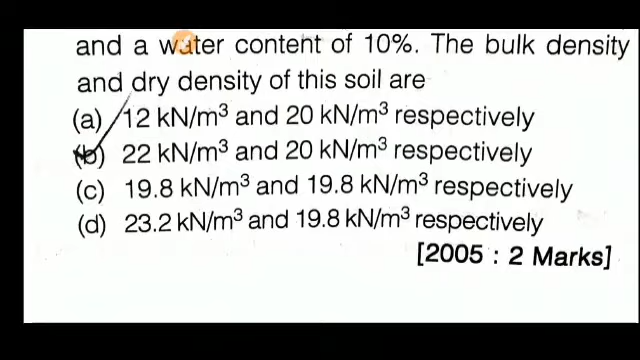 and a water content of 10%. The bulk density
and dry density of this soil are
(a) 12 kN/m³ and 20 kN/m³ respectively
(b) 22 kN/m³ and 20 kN/m³ respectively
(c) 19.8 kN/m³ and 19.8 kN/m³ respectively
(d) 23.2 kN/m³ and 19.8 kN/m³ respectively
[2005 : 2 Marks]